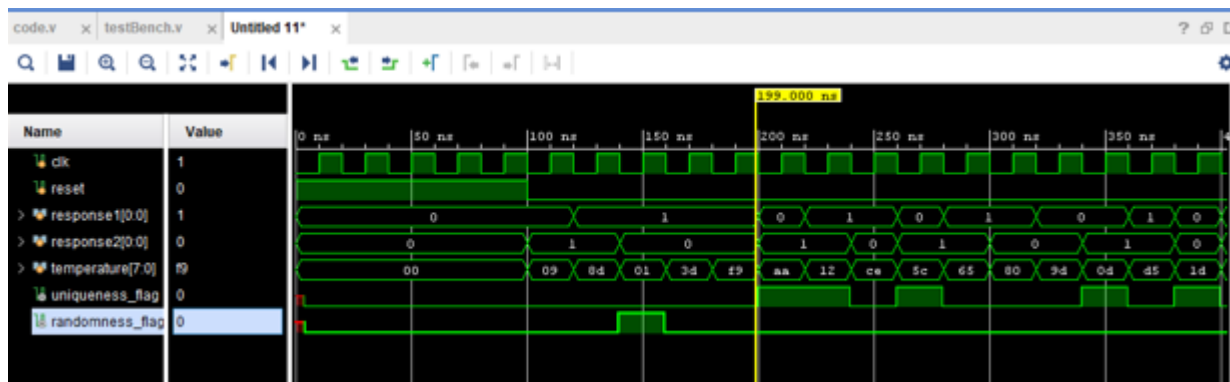 code.v × testBench.v × Untitled 11* × ?
199.000 ns
Name Value 0 ns 50 ns 100 ns 150 ns 200 ns 250 ns 300 ns 350 ns
clk 1
reset 0
> response1[0:0] 1 0 1 0 1 0 1 0 1 0
> response2[0:0] 0 0 1 0 1 0 1 0 1 0
> temperature[7:0] f9 00 09 8d 01 3d f9 aa 12 ce 5c 65 80 9d 0d d5 1d
uniqueness_flag 0
randomness_flag 0